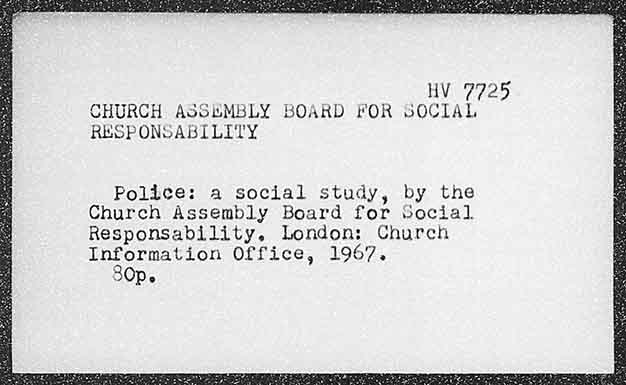 HV 7725
CHURCH ASSEMBLY BOARD FOR SOCIAL
RESPONSABILITY
Police: a social study, by the
Church Assembly Board for Social
Responsability. London: Church
Information Office, 1967.
80p.